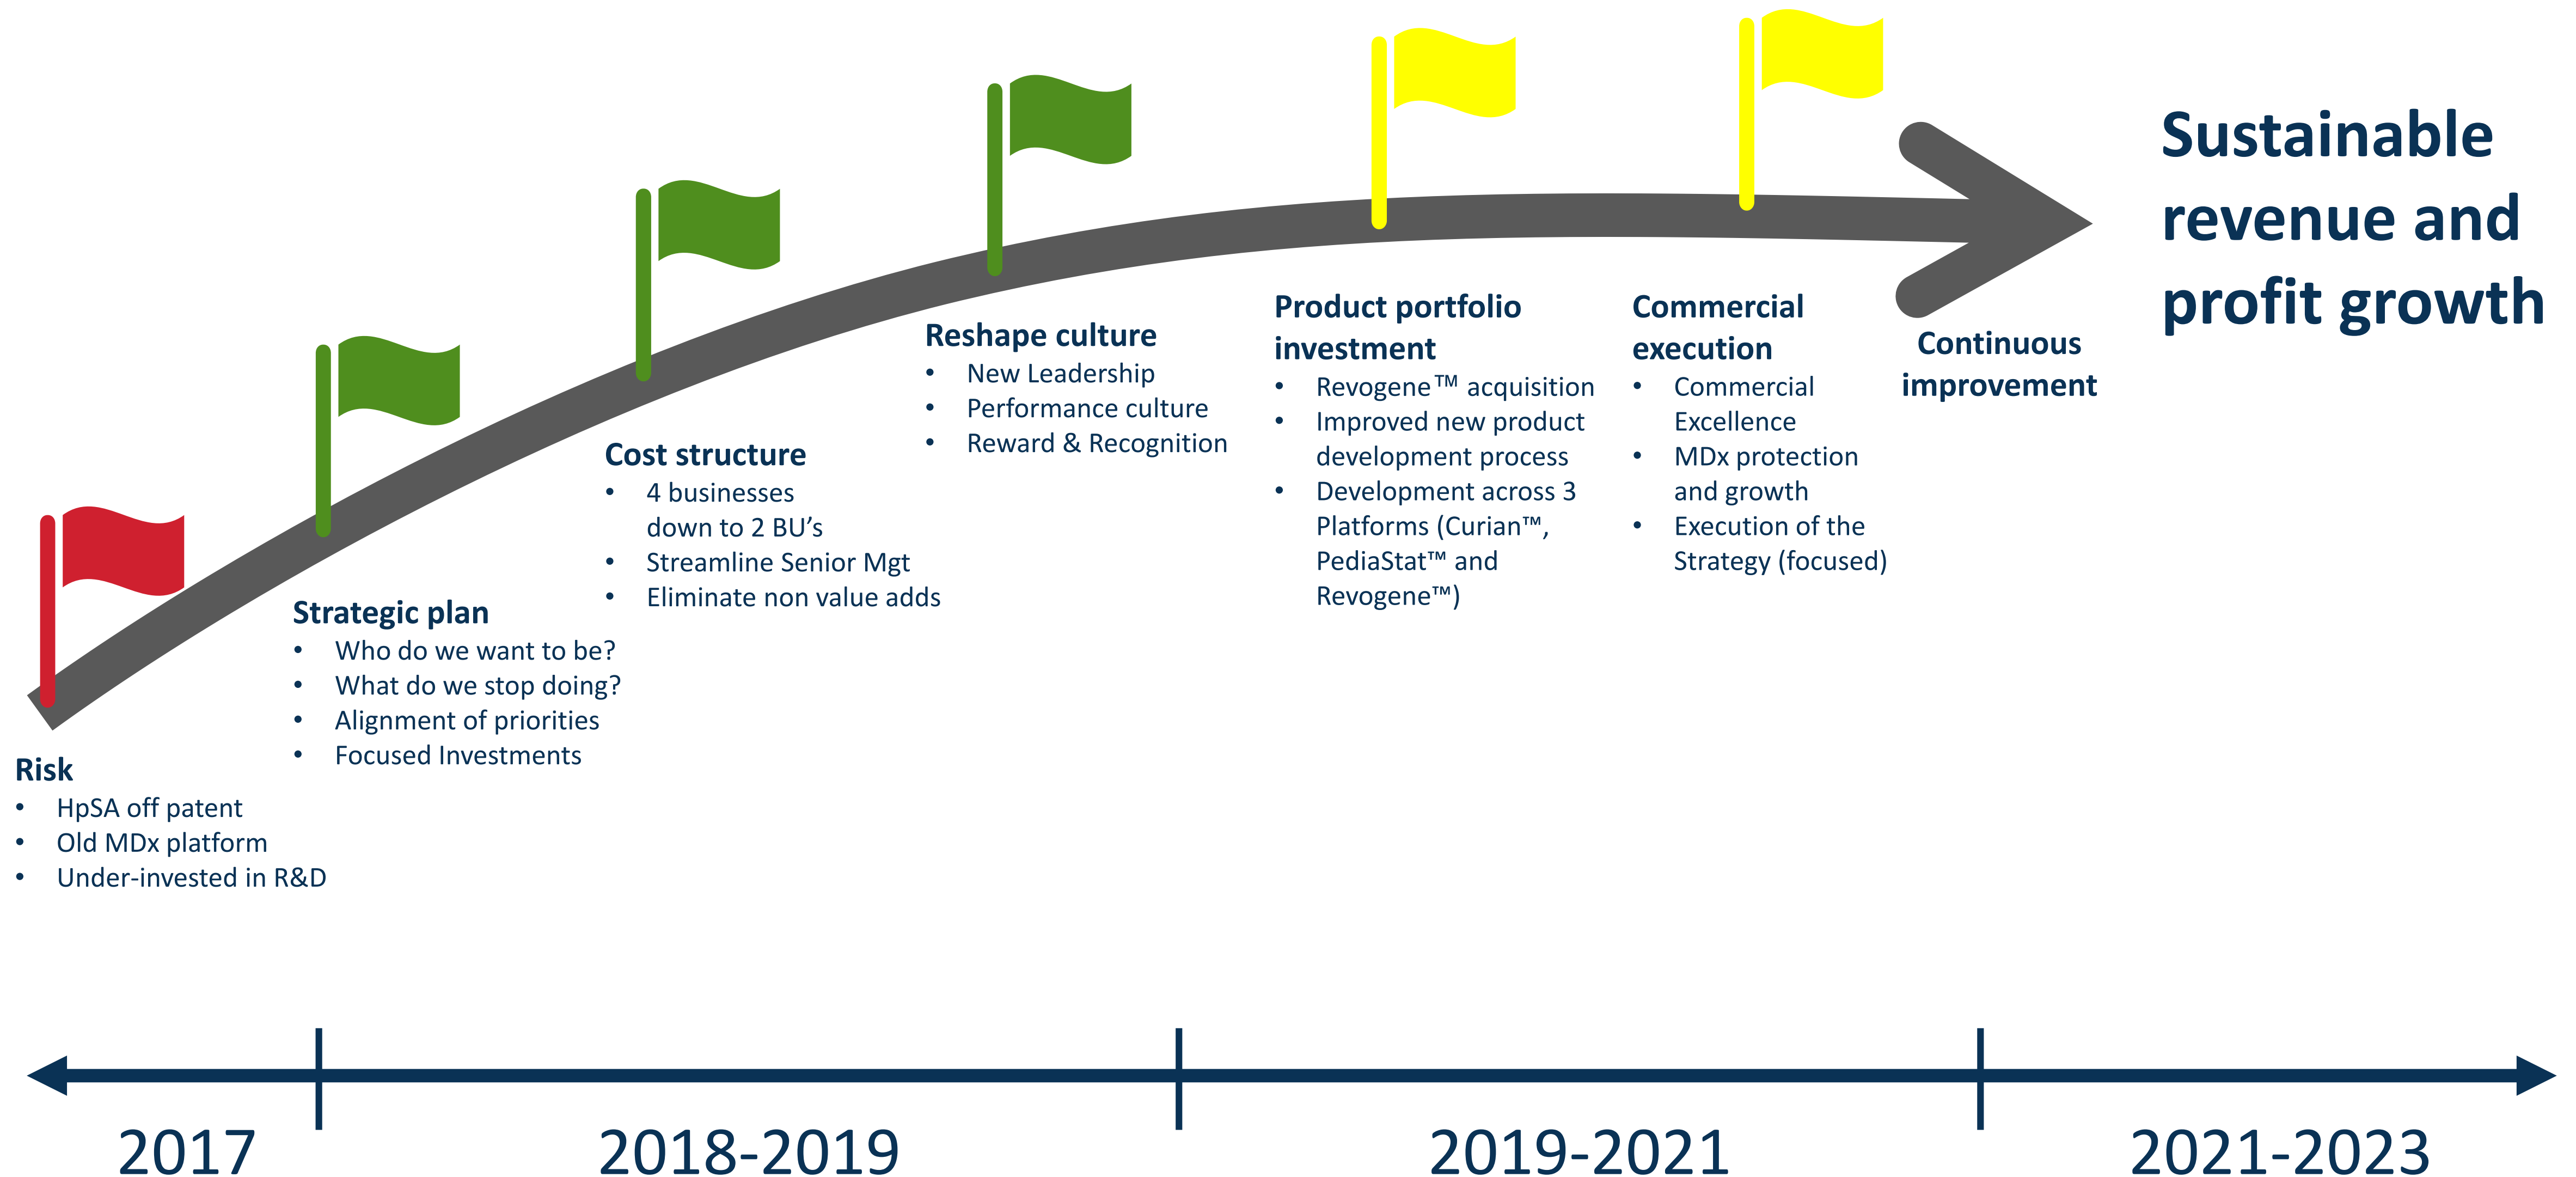 Sustainable
revenue and
profit growth
Risk
• HpSA off patent
• Old MDx platform
• Under-invested in R&D
Strategic plan
• Who do we want to be?
• What do we stop doing?
• Alignment of priorities
• Focused Investments
Cost structure
• 4 businesses
down to 2 BU’s
• Streamline Senior Mgt
• Eliminate non value adds
Reshape culture
• New Leadership
• Performance culture
• Reward & Recognition
Product portfolio
investment
• Revogene™ acquisition
• Improved new product
development process
• Development across 3
Platforms (Curian™,
PediaStat™ and
Revogene™)
Commercial
execution
• Commercial
Excellence
• MDx protection
and growth
• Execution of the
Strategy (focused)
Continuous
improvement
2017
2018-2019
2019-2021
2021-2023